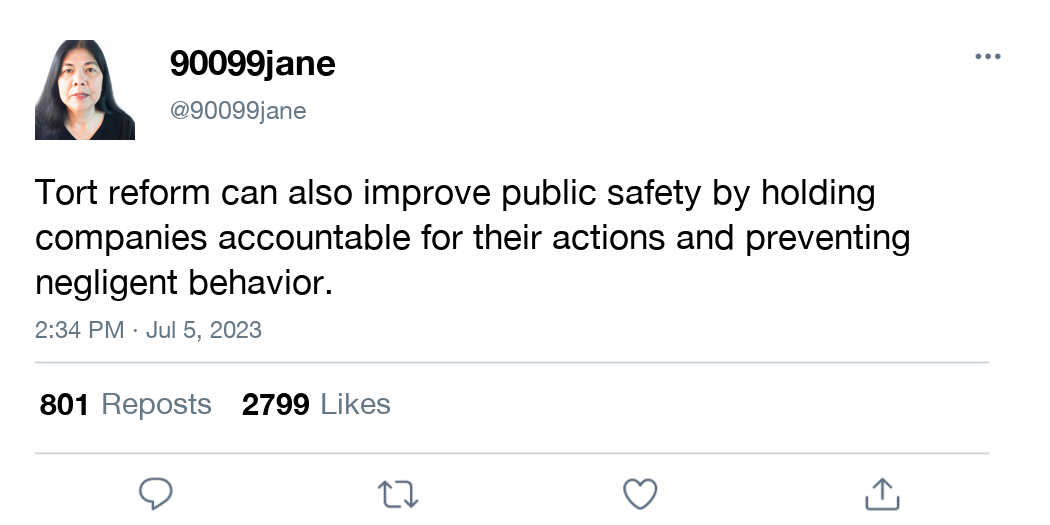 90099jane
@90099jane
Tort reform can also improve public safety by holding
companies accountable for their actions and preventing
negligent behavior.
2:34 PM · Jul 5, 2023
801 Reposts 2799 Likes